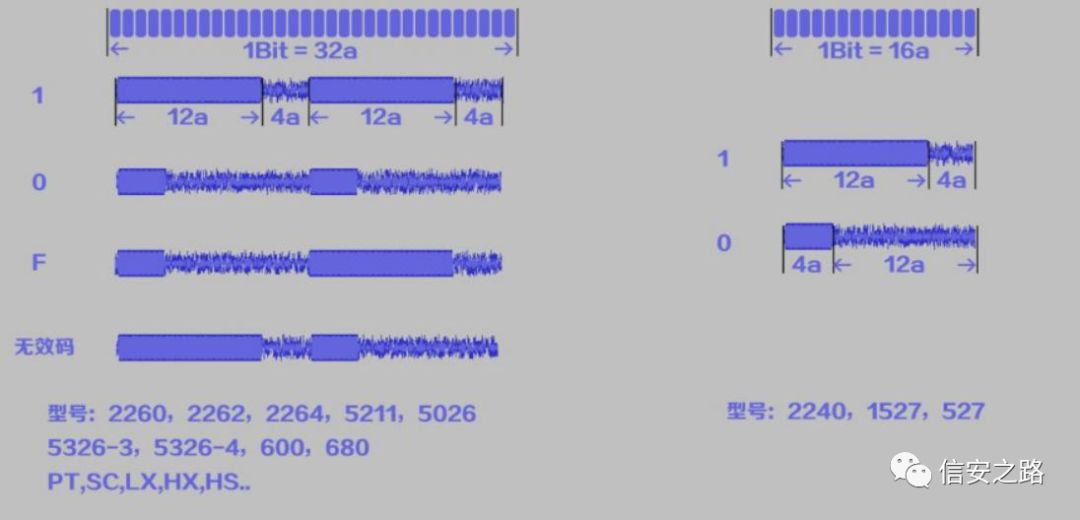 1Bit = 32a
1
12a 4a 12a 4a
0
F
无效码
型号: 2260, 2262, 2264, 5211, 5026
5326-3, 5326-4, 600, 680
PT,SC,LX,HX,HS..
1Bit = 16a
1
12a 4a
0
4a 12a
型号: 2240, 1527, 527
信安之路